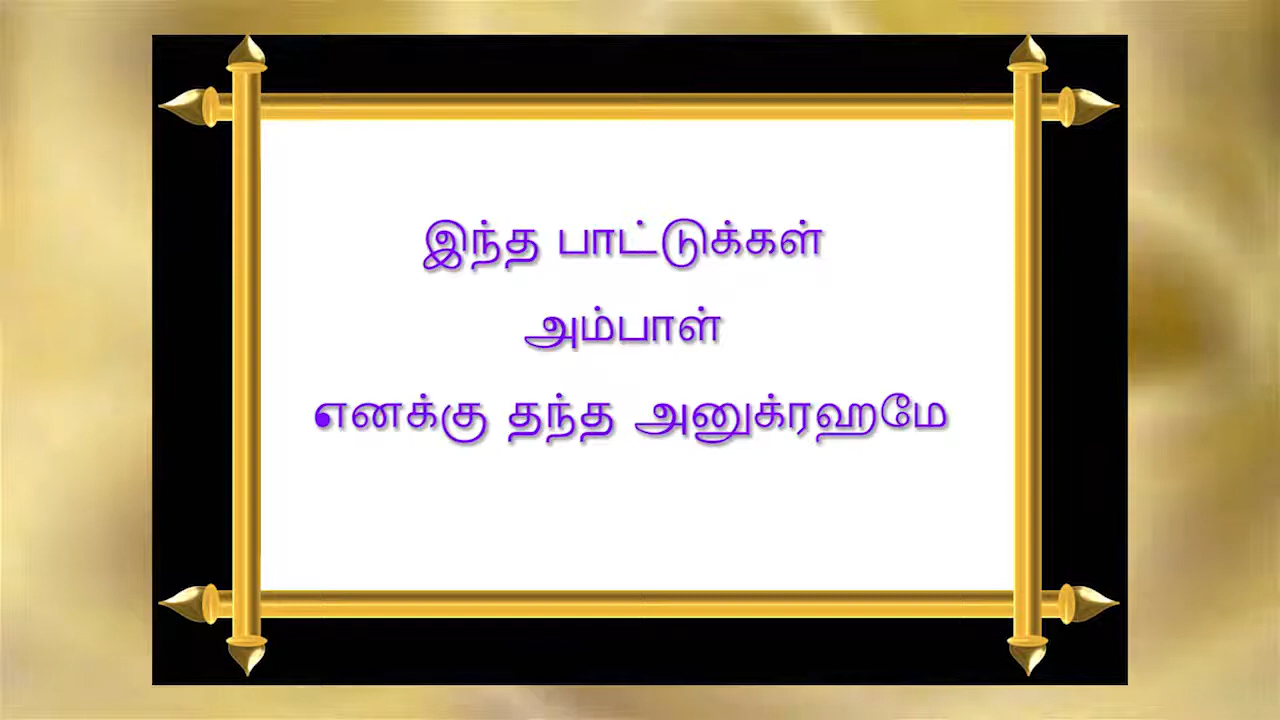 இந்த பாட்டுக்கள்
அம்பாள்
எனக்கு தந்த அனுக்ரஹமே